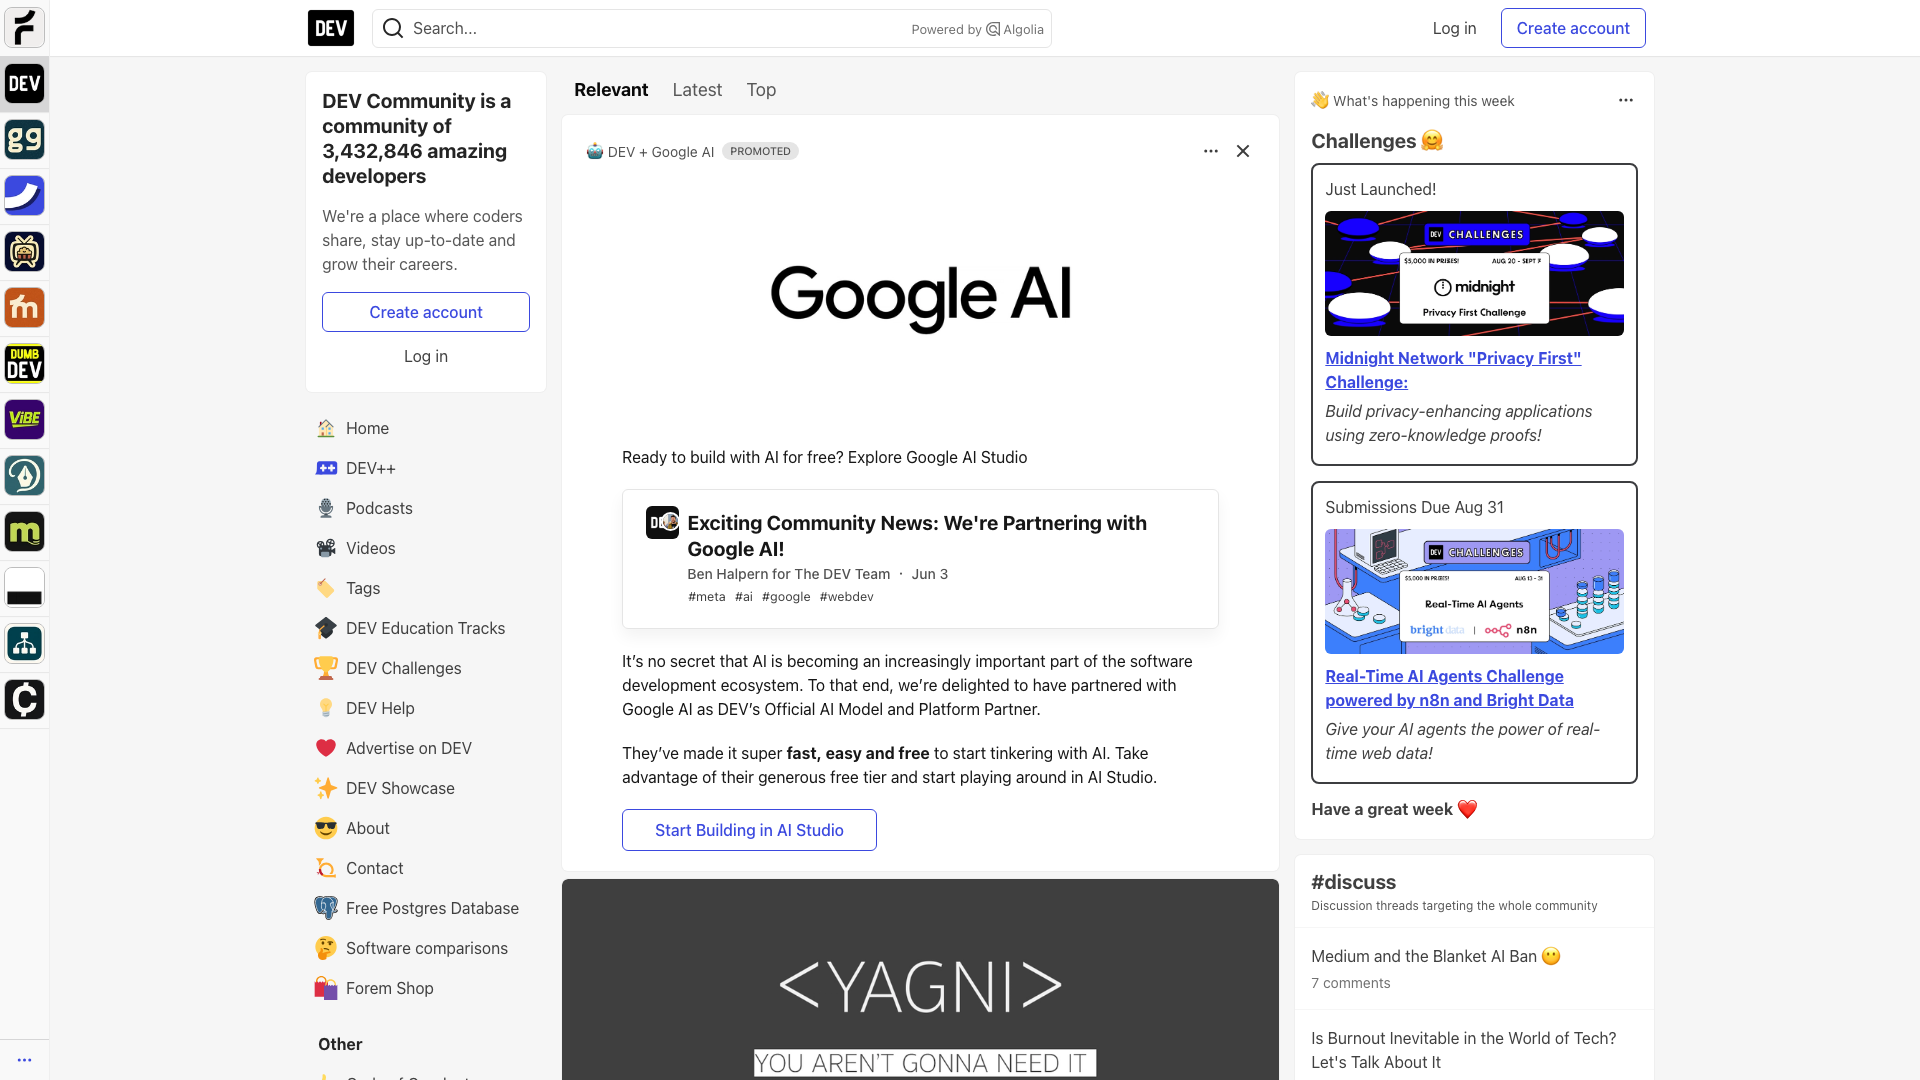 DEV
Search...
Powered by Algolia
Log in
Create account
DEV
gg
DUMB
DEV
ViBE
m
DEV Community is a
community of
3,432,846 amazing
developers
We're a place where coders
share, stay up-to-date and
grow their careers.
Create account
Log in
Home
DEV++
Podcasts
Videos
Tags
DEV Education Tracks
DEV Challenges
DEV Help
Advertise on DEV
DEV Showcase
About
Contact
Free Postgres Database
Software comparisons
Forem Shop
Other
Relevant
Latest
Top
DEV + Google AI
PROMOTED
Google AI
Ready to build with AI for free? Explore Google AI Studio
Exciting Community News: We're Partnering with
Google AI!
Ben Halpern for The DEV Team · Jun 3
#meta #ai #google #webdev
It’s no secret that AI is becoming an increasingly important part of the software
development ecosystem. To that end, we’re delighted to have partnered with
Google AI as DEV’s Official AI Model and Platform Partner.
They’ve made it super fast, easy and free to start tinkering with AI. Take
advantage of their generous free tier and start playing around in AI Studio.
Start Building in AI Studio
<YAGNI>
YOU AREN'T GONNA NEED IT
What's happening this week
Challenges
Just Launched!
DEV CHALLENGES
$5,000 IN PRIZES!
AUG 20 - SEPT 7
midnight
Privacy First Challenge
Midnight Network "Privacy First"
Challenge:
Build privacy-enhancing applications
using zero-knowledge proofs!
Submissions Due Aug 31
DEV CHALLENGES
$5,000 IN PRIZES!
AUG 13 - 31
Real-Time AI Agents
bright data | n8n
Real-Time AI Agents Challenge
powered by n8n and Bright Data
Give your AI agents the power of real-
time web data!
Have a great week
#discuss
Discussion threads targeting the whole community
Medium and the Blanket AI Ban
7 comments
Is Burnout Inevitable in the World of Tech?
Let's Talk About It